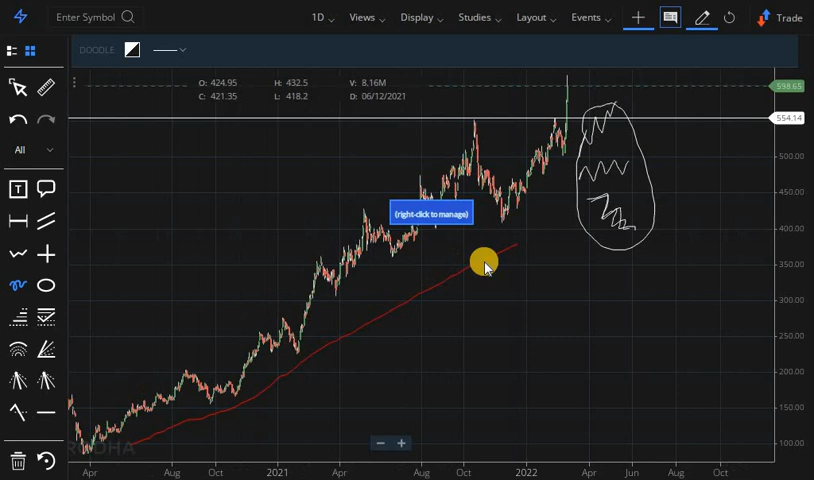 Enter Symbol
1D
Views
Display
Studies
Layout
Events
Trade
DOODLE
O: 424.95 H: 432.5 V: 8.16M
C: 421.35 L: 418.2 D: 06/12/2021
All
T
(right-click to manage)
598.65
554.14
500.00
450.00
400.00
350.00
300.00
250.00
200.00
150.00
100.00
Apr Aug Oct 2021 Apr Aug Oct 2022 Apr Jun Aug Oct